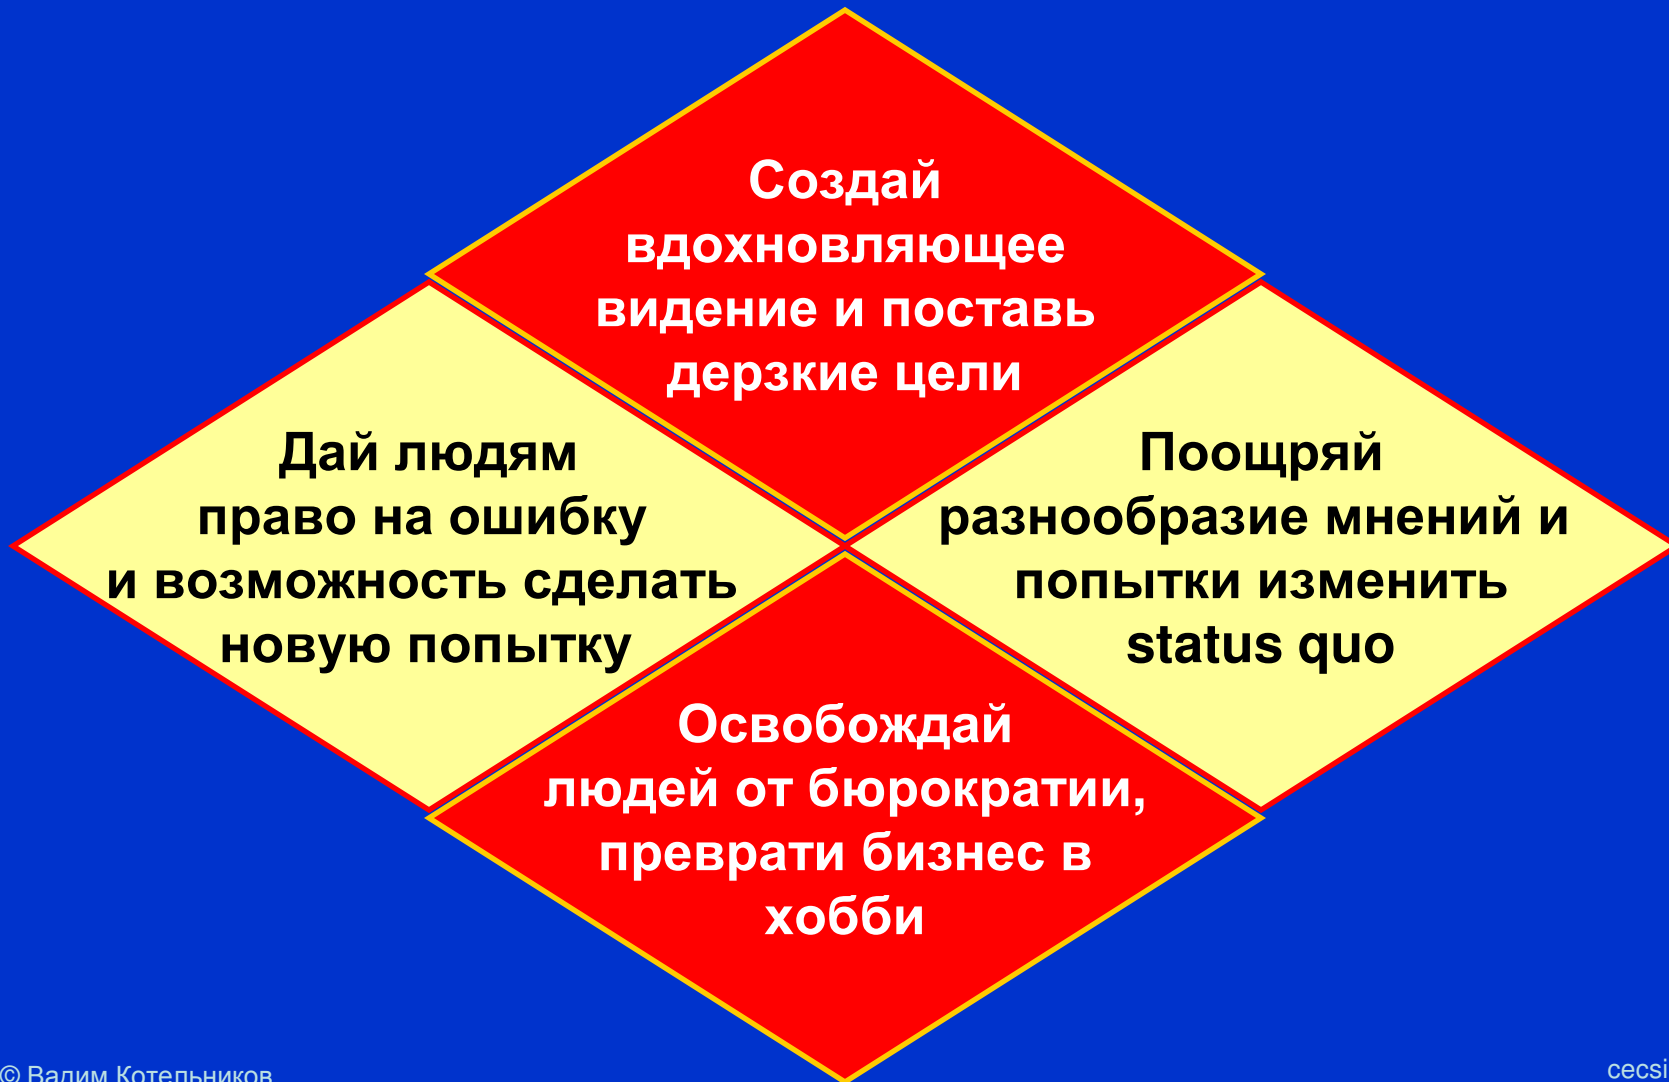 Создай
вдохновляющее
видение и поставь
дерзкие цели
Дай людям
право на ошибку
и возможность сделать
новую попытку
Поощряй
разнообразие мнений и
попытки изменить
status quo
Освобождай
людей от бюрократии,
преврати бизнес в
хобби
© Вадим Котельников
cecsi